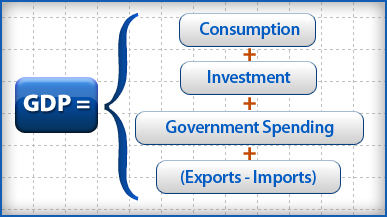 GDP =
Consumption
+
Investment
+
Government Spending
+
(Exports - Imports)